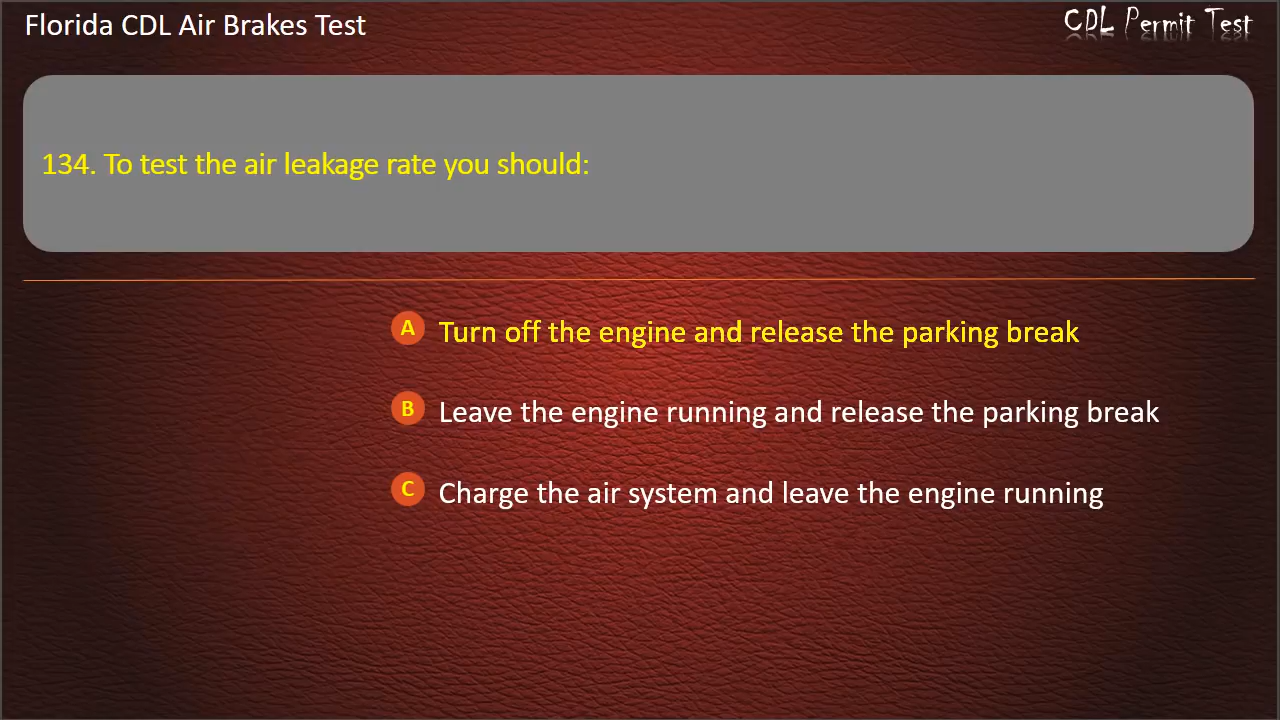 Florida CDL Air Brakes Test
CDL Permit Test
134. To test the air leakage rate you should:
A Turn off the engine and release the parking break
B Leave the engine running and release the parking break
C Charge the air system and leave the engine running